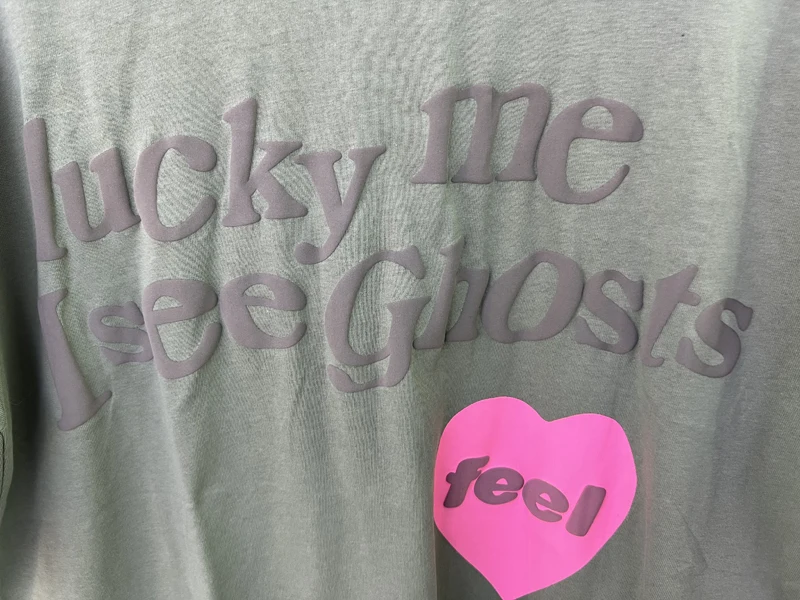 lucky me
I see Ghosts
feel